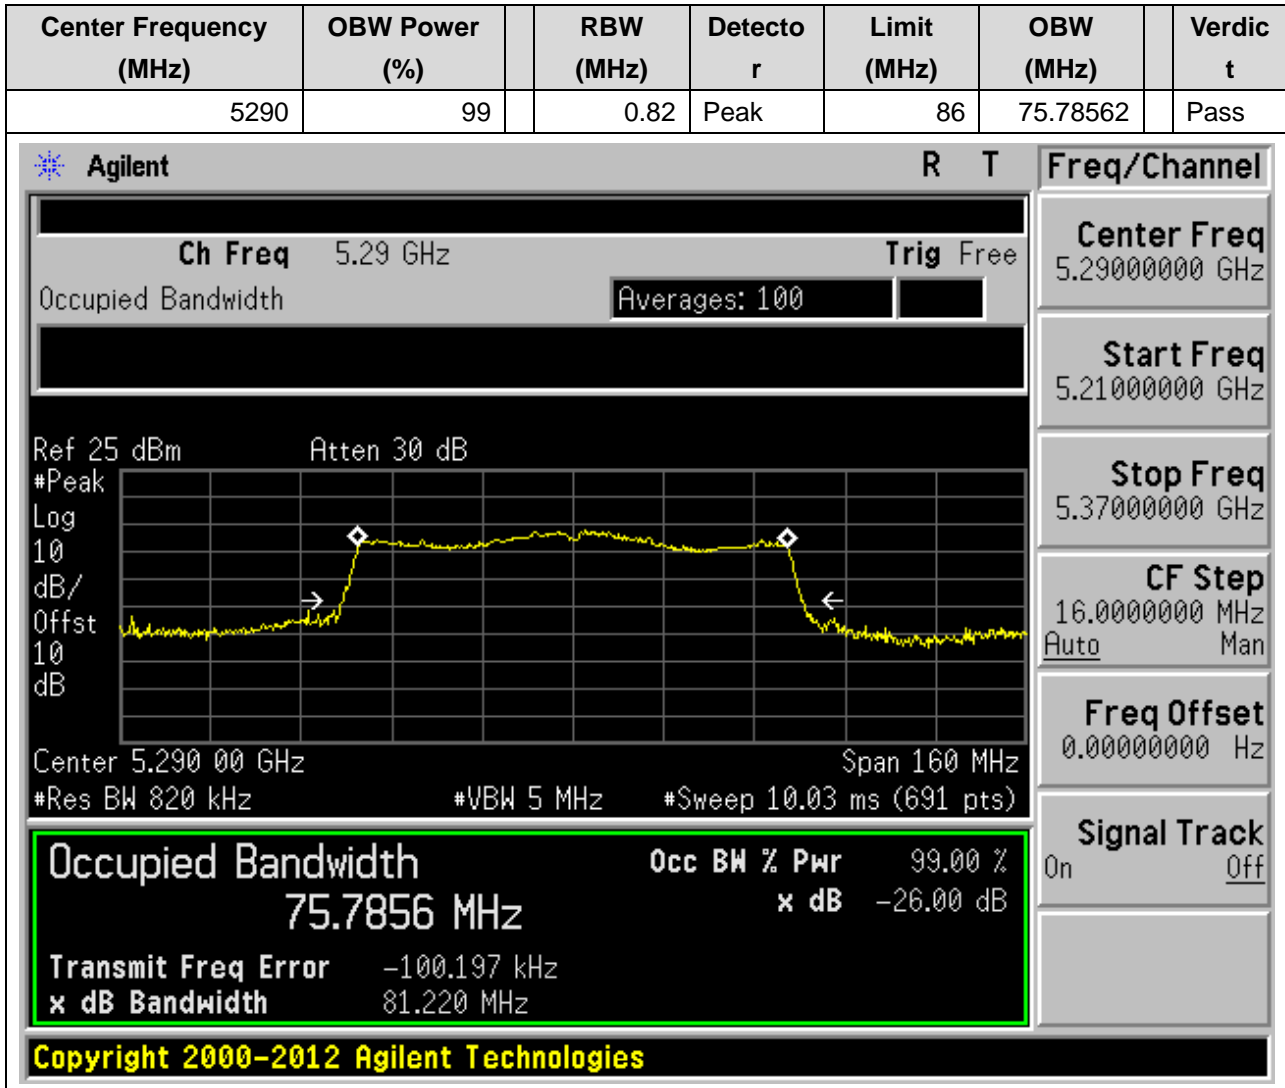 Center Frequency OBW Power RBW Detecto Limit OBW Verdic
(MHz) (%) (MHz) r (MHz) (MHz) t
5290 99 0.82 Peak 86 75.78562 Pass
Agilent R T Freq/Channel
Ch Freq 5.29 GHz Trig Free
Occupied Bandwidth Averages: 100
Center Freq
5.29000000 GHz
Start Freq
5.21000000 GHz
Stop Freq
5.37000000 GHz
CF Step
16.0000000 MHz
Auto Man
Freq Offset
0.00000000 Hz
Signal Track
On Off
Ref 25 dBm Atten 30 dB
#Peak
Log
10
dB/
Offst
10
dB
Center 5.290 00 GHz Span 160 MHz
#Res BW 820 kHz #VBW 5 MHz #Sweep 10.03 ms (691 pts)
Occupied Bandwidth Occ BW % Pwr 99.00 %
75.7856 MHz x dB -26.00 dB
Transmit Freq Error -100.197 kHz
x dB Bandwidth 81.220 MHz
Copyright 2000-2012 Agilent Technologies